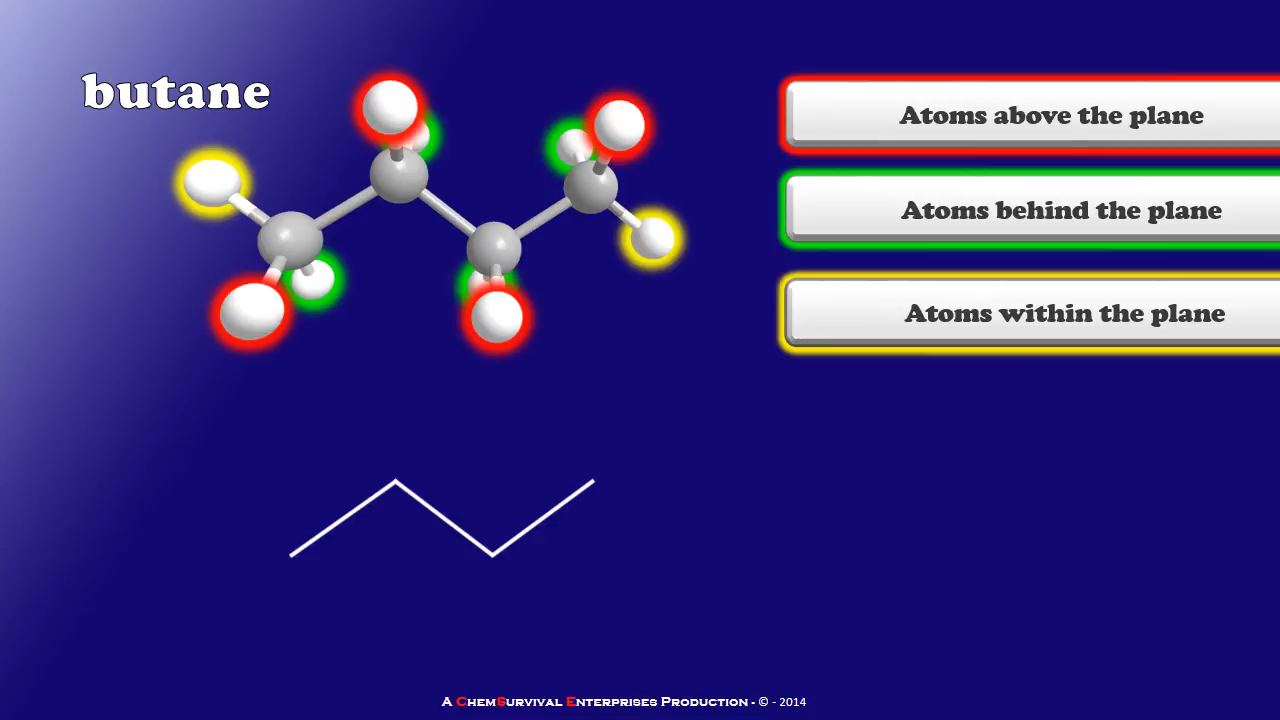 butane
Atoms above the plane
Atoms behind the plane
Atoms within the plane
A ChemSurvival Enterprises Production - © - 2014